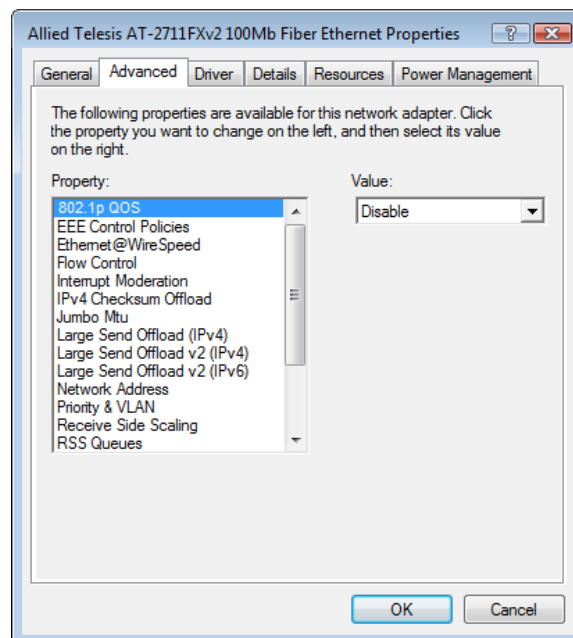 Allied Telesis AT-2711FXv2 100Mb Fiber Ethernet Properties
General Advanced Driver Details Resources Power Management
The following properties are available for this network adapter. Click
the property you want to change on the left, and then select its value
on the right.
Property:
802.1p QOS
EEE Control Policies
Ethernet@WireSpeed
Flow Control
Interrupt Moderation
IPv4 Checksum Offload
Jumbo Mtu
Large Send Offload (IPv4)
Large Send Offload v2 (IPv4)
Large Send Offload v2 (IPv6)
Network Address
Priority & VLAN
Receive Side Scaling
RSS Queues
Value:
Disable
OK Cancel